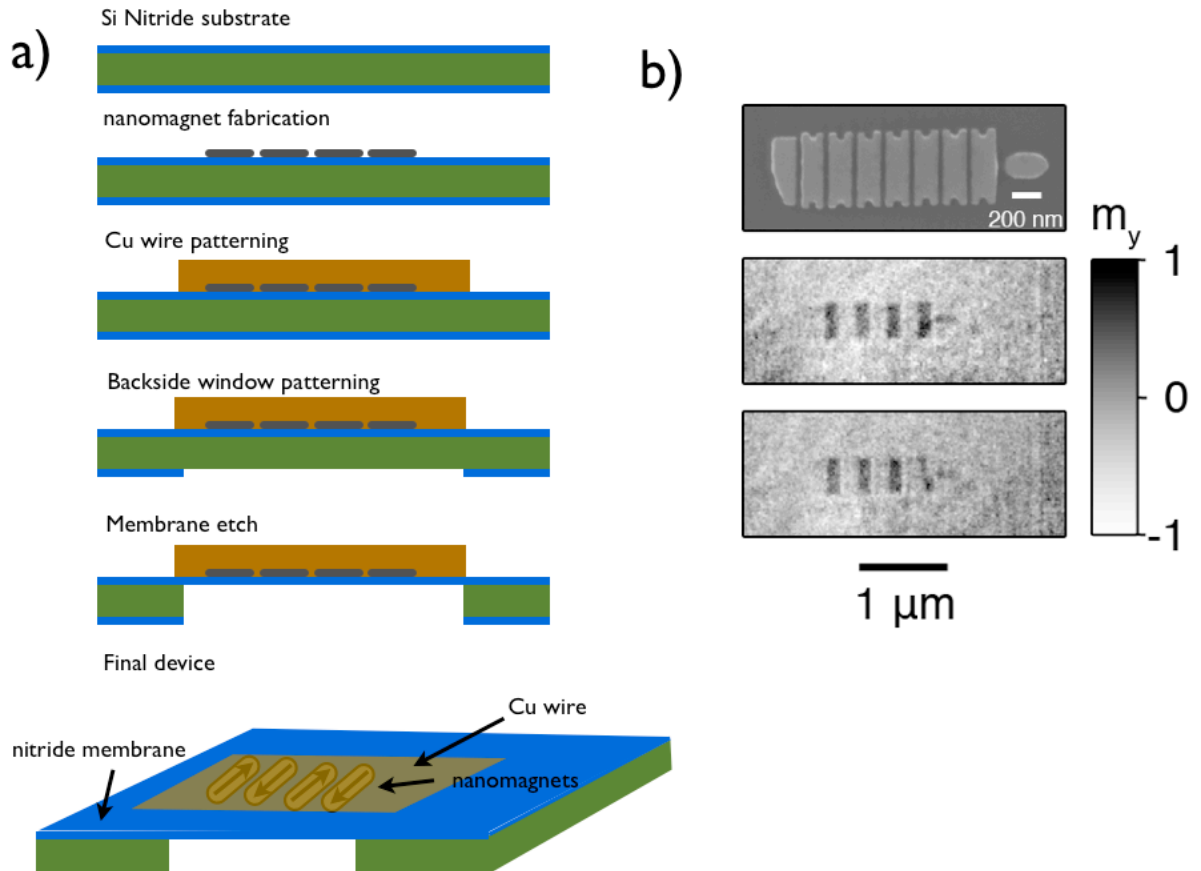 a)
Si Nitride substrate
nanomagnet fabrication
Cu wire patterning
Backside window patterning
Membrane etch
Final device
Cu wire
nitride membrane
nanomagnets
b)
200 nm
m_y
1
0
-1
1 μm